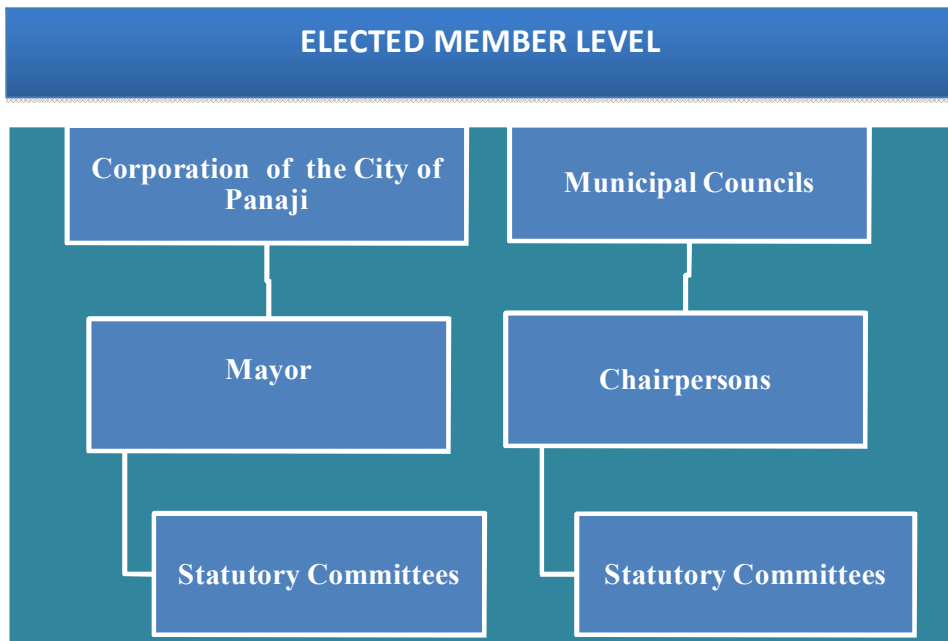 ELECTED MEMBER LEVEL
Corporation of the City of
Panaji
Municipal Councils
Mayor
Chairpersons
Statutory Committees
Statutory Committees